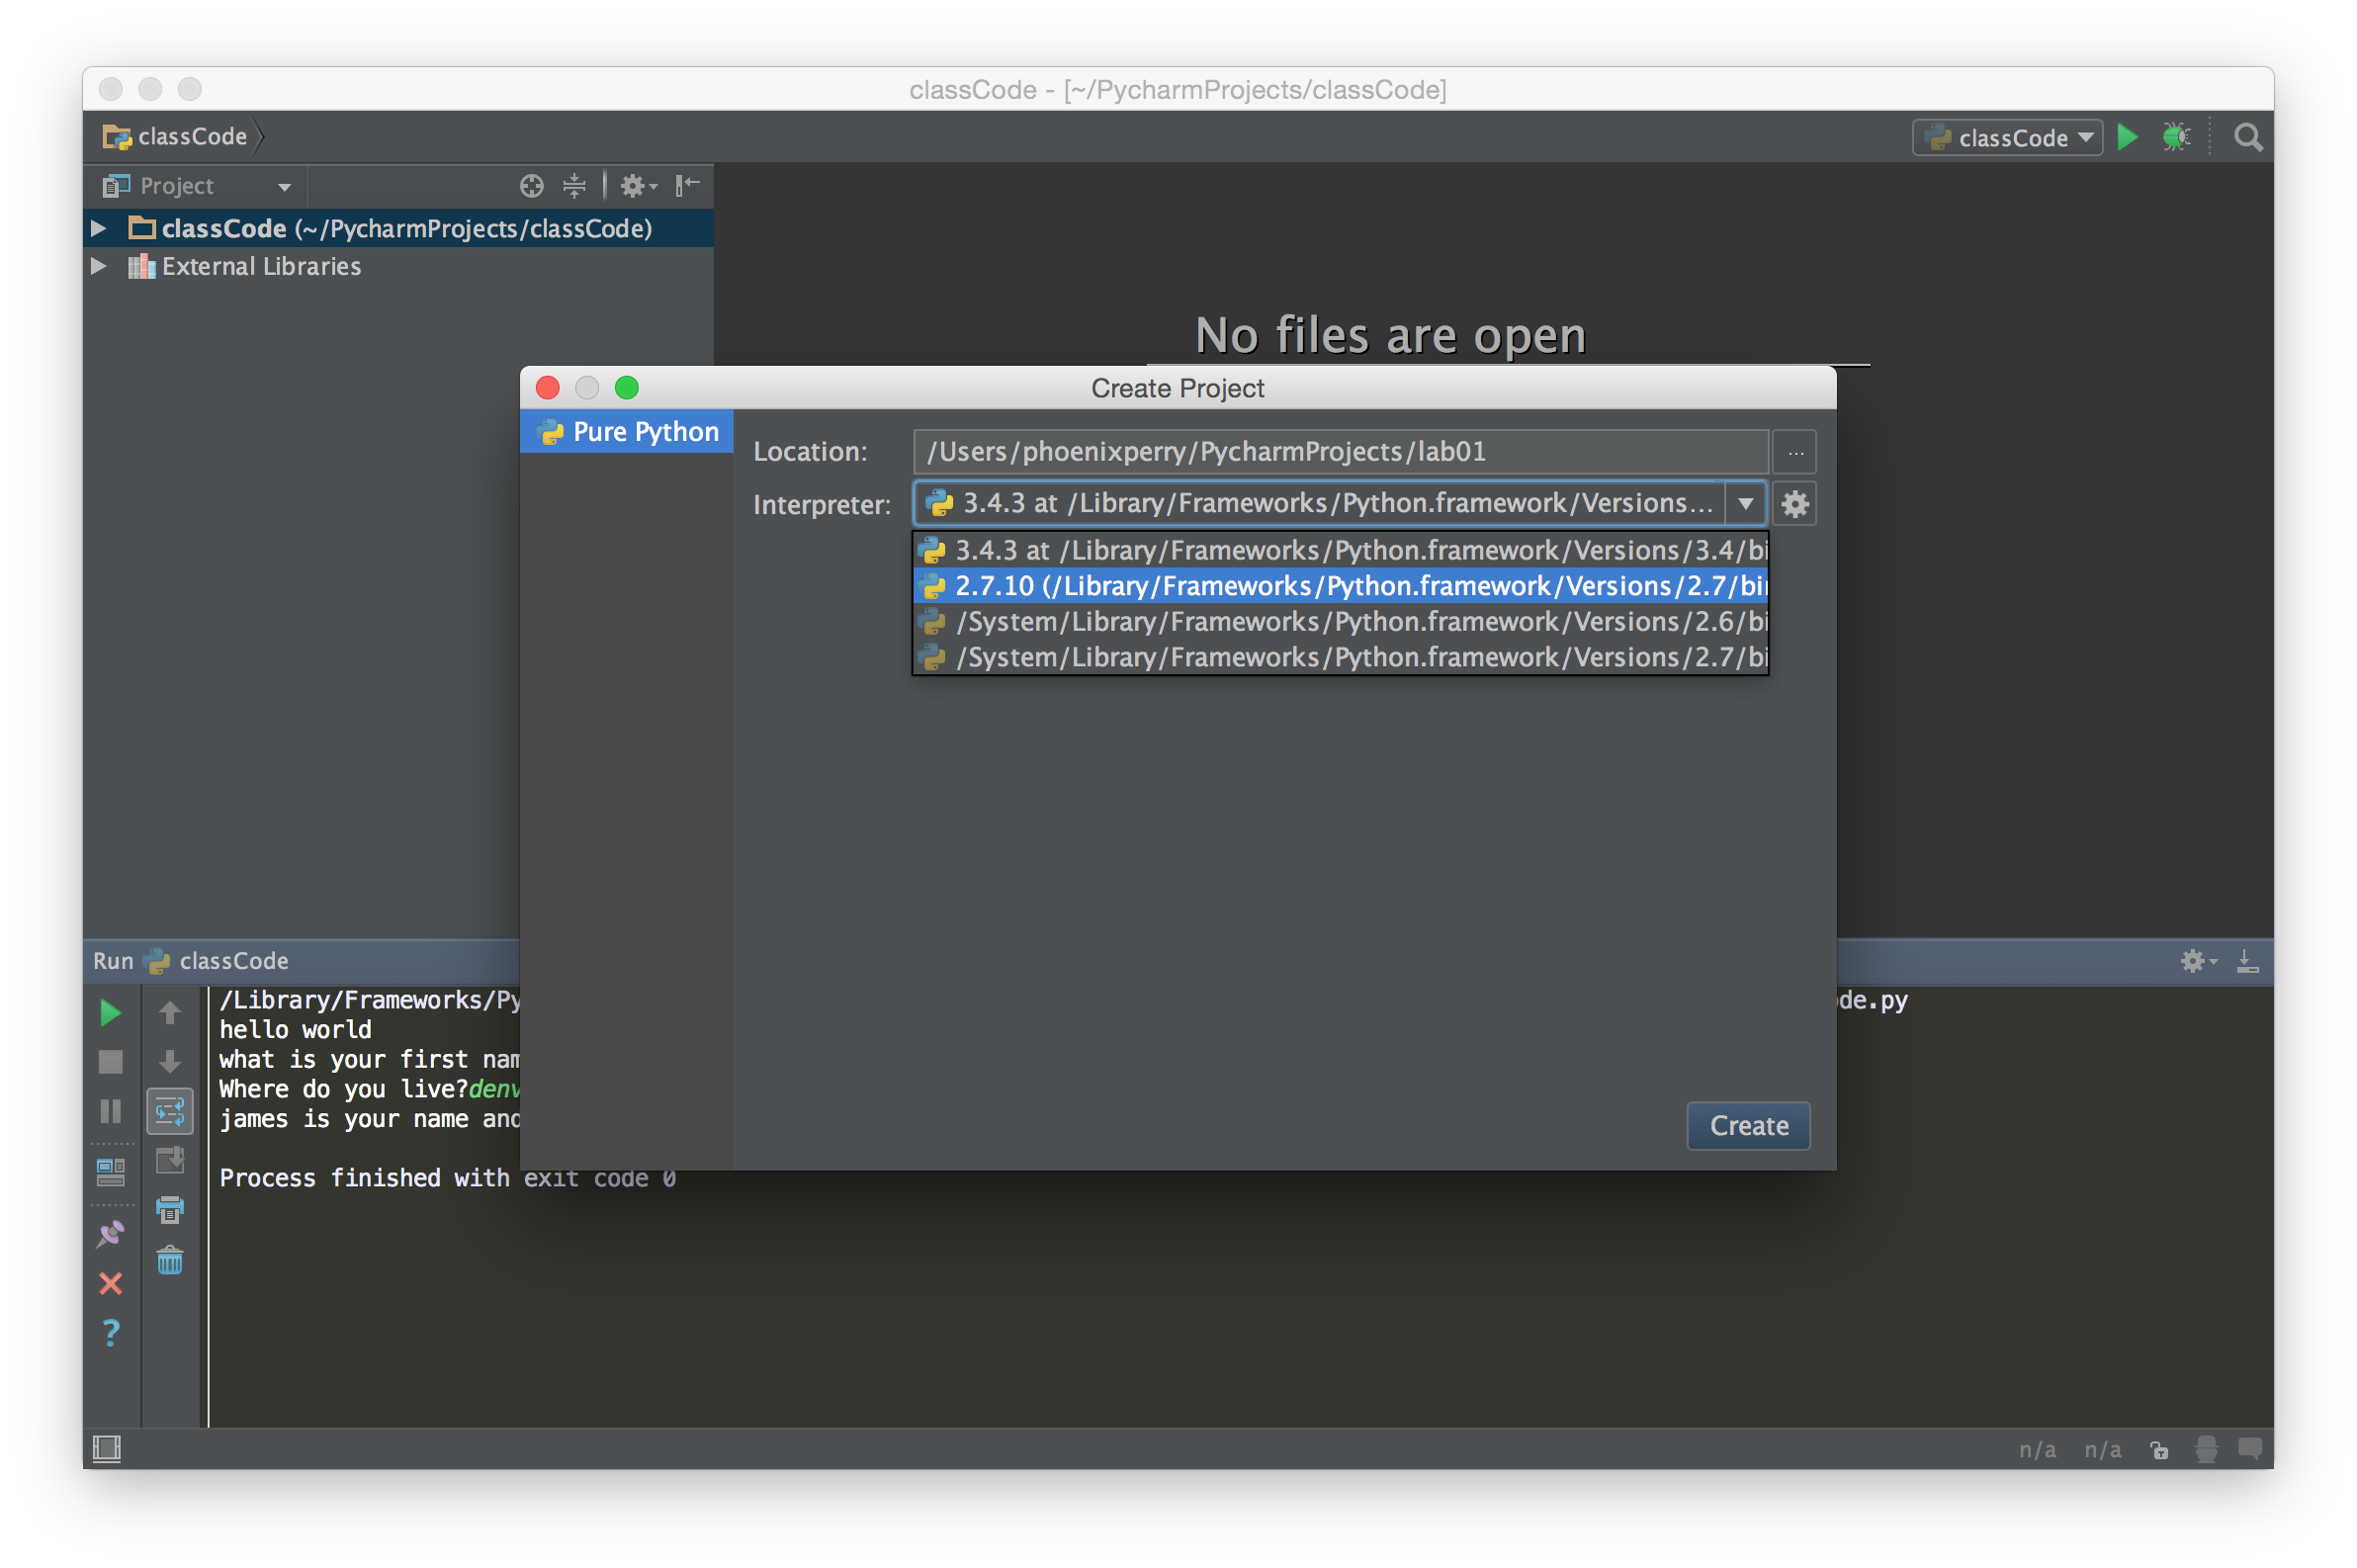 classCode - [~/PycharmProjects/classCode]
classCode
classCode
Project
classCode (~/PycharmProjects/classCode)
External Libraries
No files are open
Create Project
Pure Python
Location: /Users/phoenixperry/PycharmProjects/lab01 ...
Interpreter: 3.4.3 at /Library/Frameworks/Python.framework/Versions...
3.4.3 at /Library/Frameworks/Python.framework/Versions/3.4/bi
2.7.10 (/Library/Frameworks/Python.framework/Versions/2.7/bi
/System/Library/Frameworks/Python.framework/Versions/2.6/bi
/System/Library/Frameworks/Python.framework/Versions/2.7/bi
Create
Run classCode
/Library/Frameworks/Py de.py
hello world
what is your first nam
Where do you live?denv
james is your name and
Process finished with exit code 0
?
n/a n/a